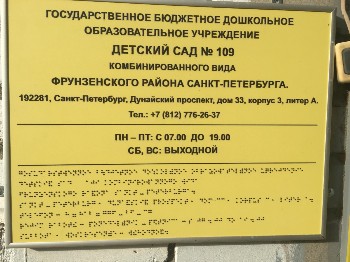 ГОСУДАРСТВЕННОЕ БЮДЖЕТНОЕ ДОШКОЛЬНОЕ
ОБРАЗОВАТЕЛЬНОЕ УЧРЕЖДЕНИЕ
ДЕТСКИЙ САД № 109
КОМБИНИРОВАННОГО ВИДА
ФРУНЗЕНСКОГО РАЙОНА САНКТ-ПЕТЕРБУРГА.
192281, Санкт-Петербург, Дунайский проспект, дом 33, корпус 3, литер А.
Тел.: +7 (812) 776-26-37
ПН – ПТ: С 07.00 ДО 19.00
СБ, ВС: ВЫХОДНОЙ